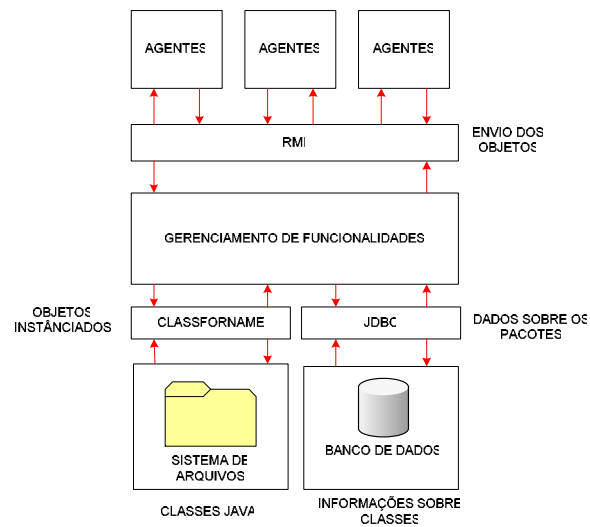 AGENTES
AGENTES
AGENTES
RMI
ENVIO DOS
OBJETOS
GERENCIAMENTO DE FUNCIONALIDADES
OBJETOS
INSTÂNCIADOS
CLASSFORNAME
JDBC
DADOS SOBRE OS
PACOTES
SISTEMA DE
ARQUIVOS
BANCO DE DADOS
CLASSES JAVA
INFORMAÇÕES SOBRE
CLASSES